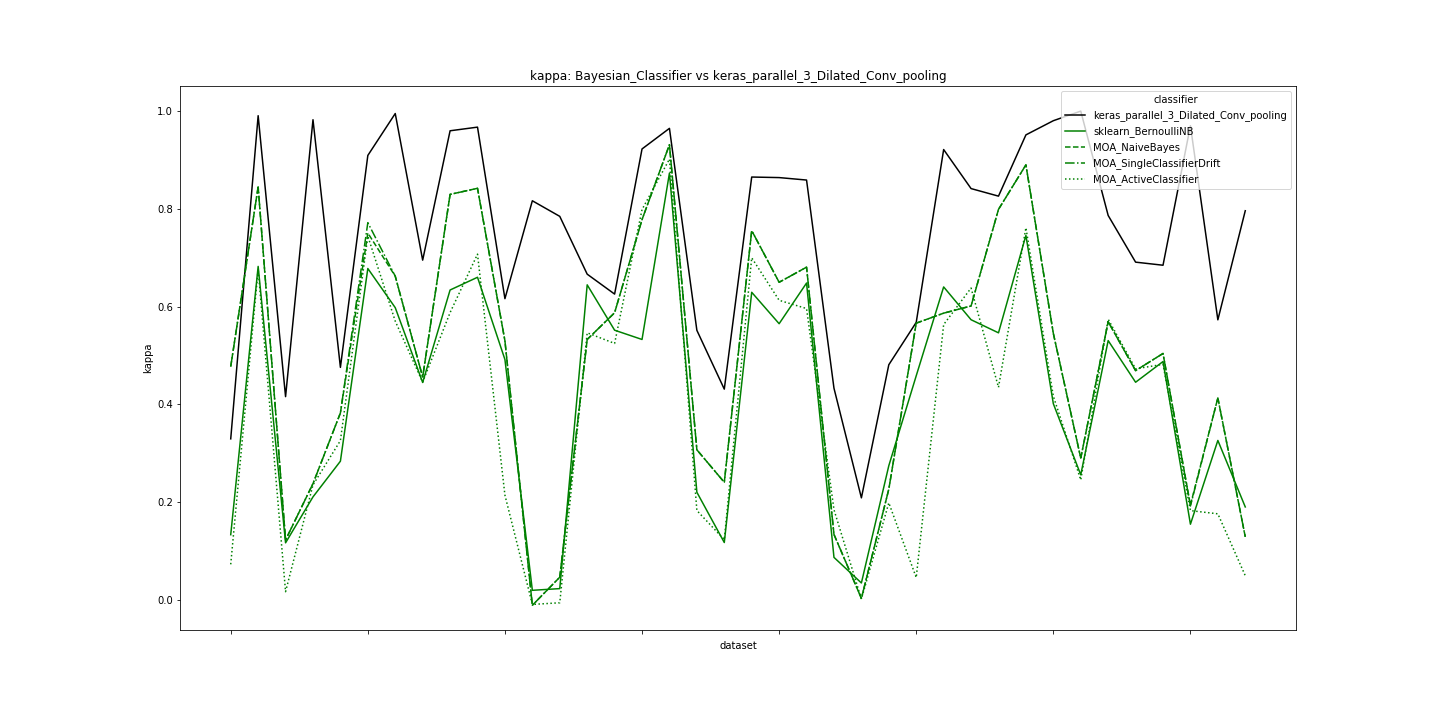 kappa: Bayesian_Classifier vs keras_parallel_3_Dilated_Conv_pooling
classifier
keras_parallel_3_Dilated_Conv_pooling
sklearn_BernoulliNB
MOA_NaiveBayes
MOA_SingleClassifierDrift
MOA_ActiveClassifier
1.0
0.8
0.6
0.4
0.2
0.0
kappa
dataset